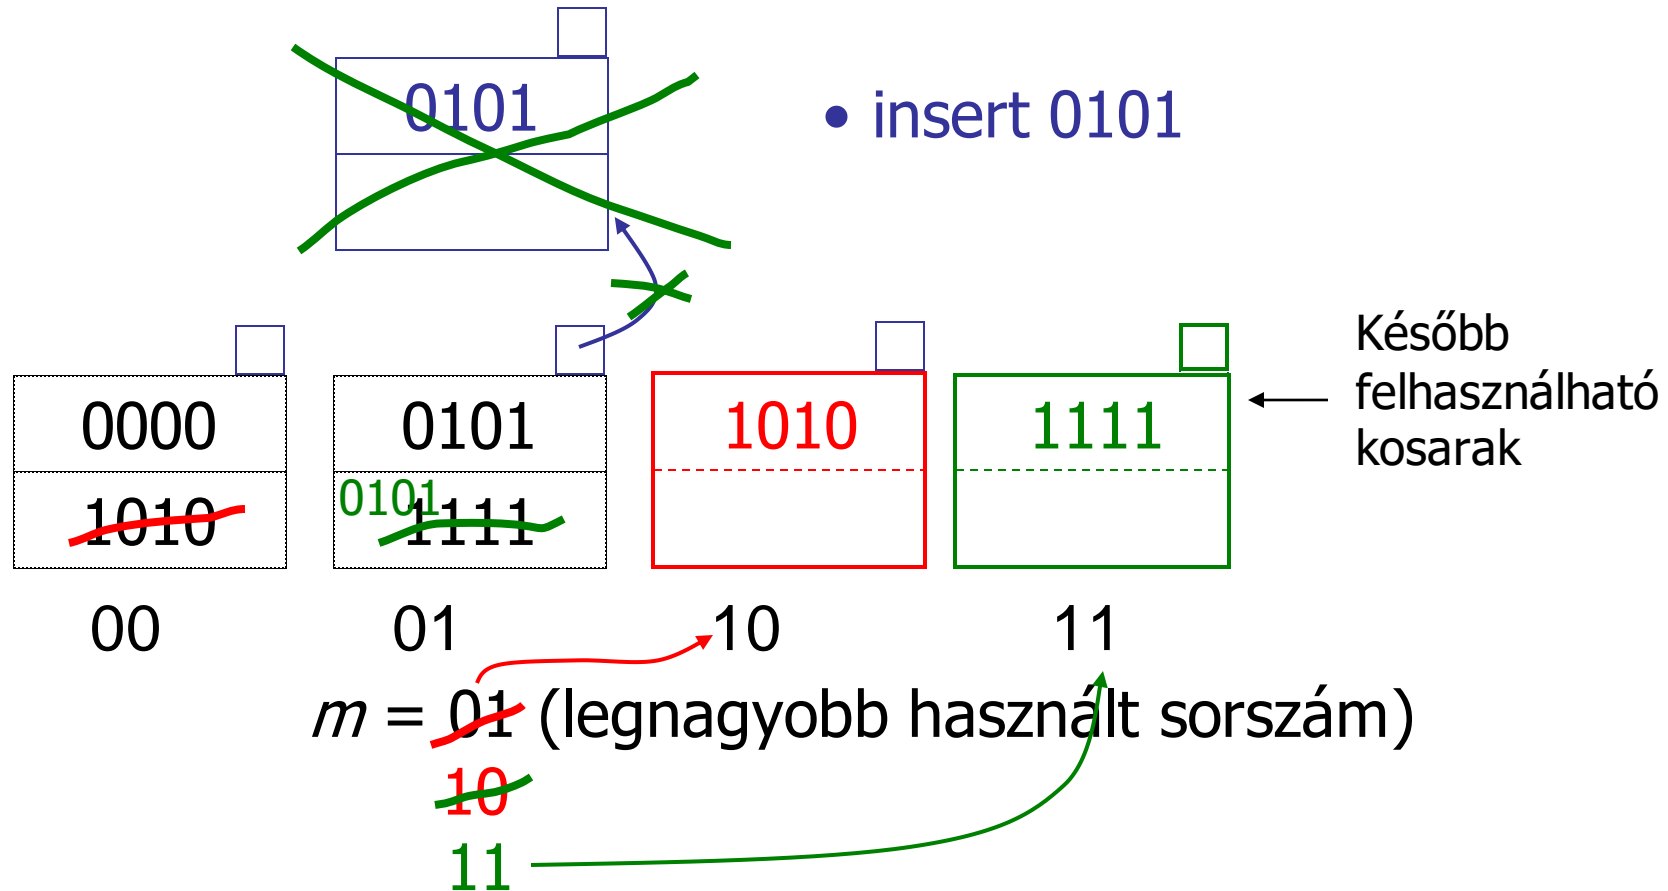 0101
• insert 0101
Később
felhasználható
kosarak
0000
1010
0101
0101
1111
1010
1111
00
01
10
11
m = 01 (legnagyobb használt sorszám)
10
11